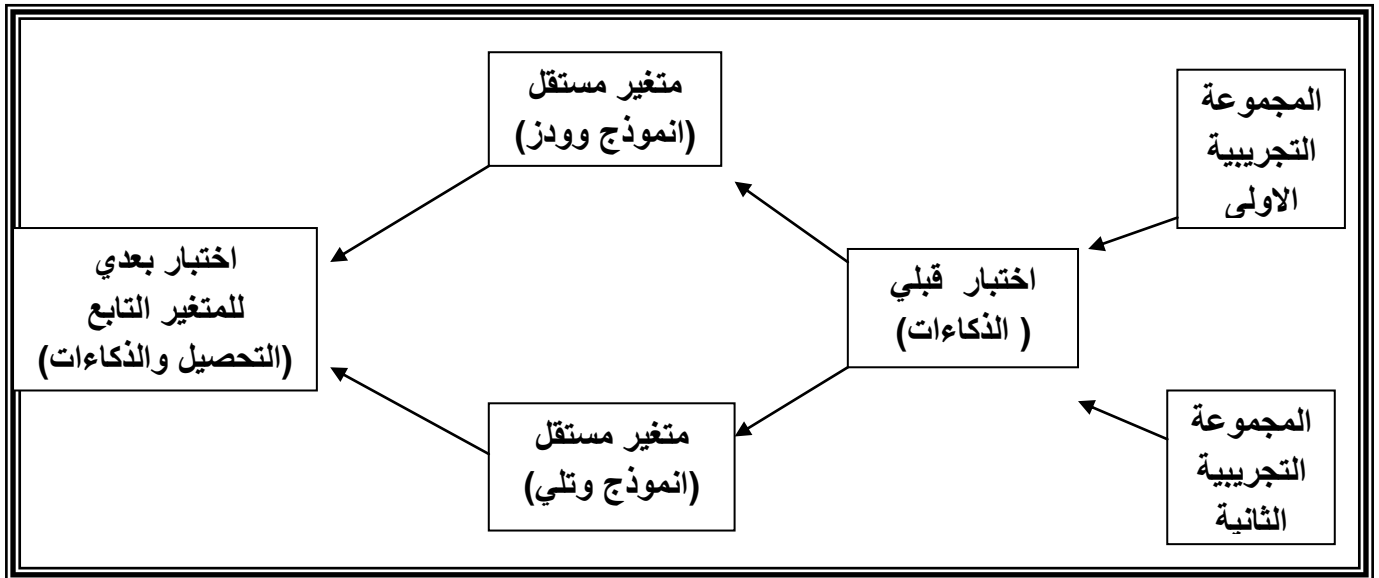 المجموعة
التجريبية
الاولى
المجموعة
التجريبية
الثانية
اختبار قبلي
( الذكاءات)
متغير مستقل
(انموذج وودز)
متغير مستقل
(انموذج وتلي)
اختبار بعدي
للمتغير التابع
(التحصيل والذكاءات)